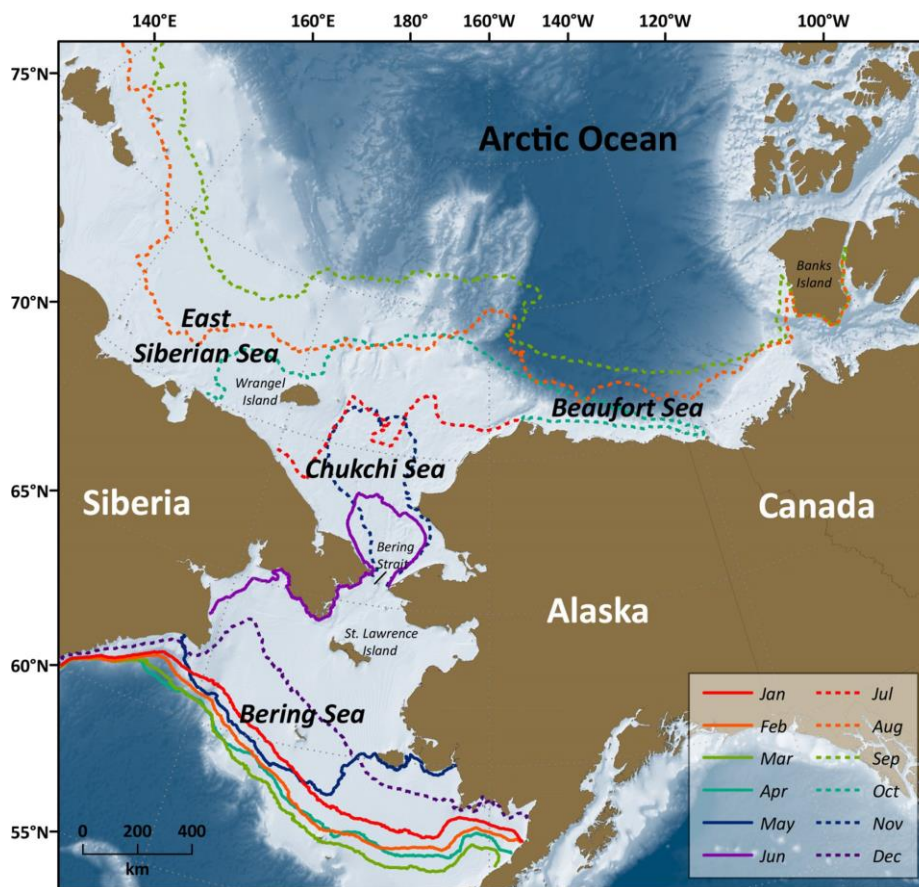 140°E 160°E 180° 160°W 140°W 120°W 100°W
75°N
Arctic Ocean
Banks
Island
70°N
East
Siberian Sea
Wrangel
Island
Beaufort Sea
Chukchi Sea
65°N
Siberia
Canada
Bering
Strait
Alaska
St. Lawrence
Island
60°N
Bering Sea
55°N
0 200 400
km
Jan Jul
Feb Aug
Mar Sep
Apr Oct
May Nov
Jun Dec